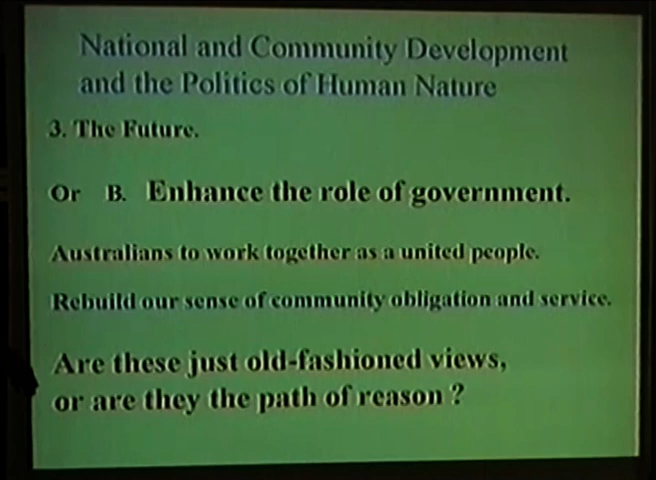 National and Community Development
and the Politics of Human Nature
3. The Future.
Or B. Enhance the role of government.
Australians to work together as a united people.
Rebuild our sense of community obligation and service.
Are these just old-fashioned views,
or are they the path of reason ?